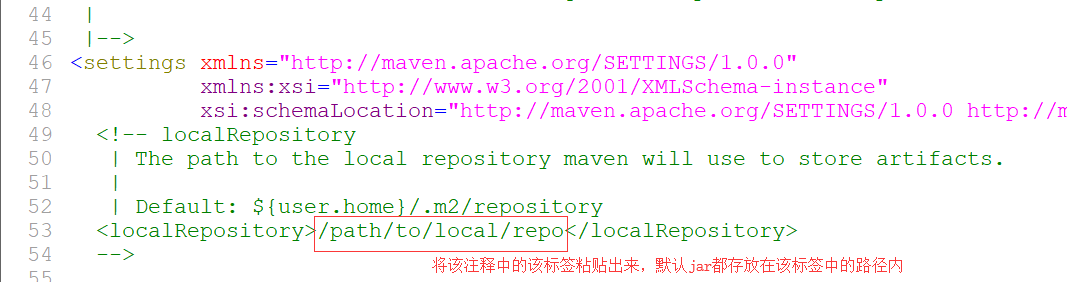 44 |
45 |-->
46 <settings xmlns="http://maven.apache.org/SETTINGS/1.0.0"
47 xmlns:xsi="http://www.w3.org/2001/XMLSchema-instance"
48 xsi:schemaLocation="http://maven.apache.org/SETTINGS/1.0.0 http://m
49 <!-- localRepository
50 | The path to the local repository maven will use to store artifacts.
51 |
52 | Default: ${user.home}/.m2/repository
53 <localRepository>/path/to/local/repo</localRepository>
54 -->
将该注释中的该标签粘贴出来，默认jar都存放在该标签中的路径内